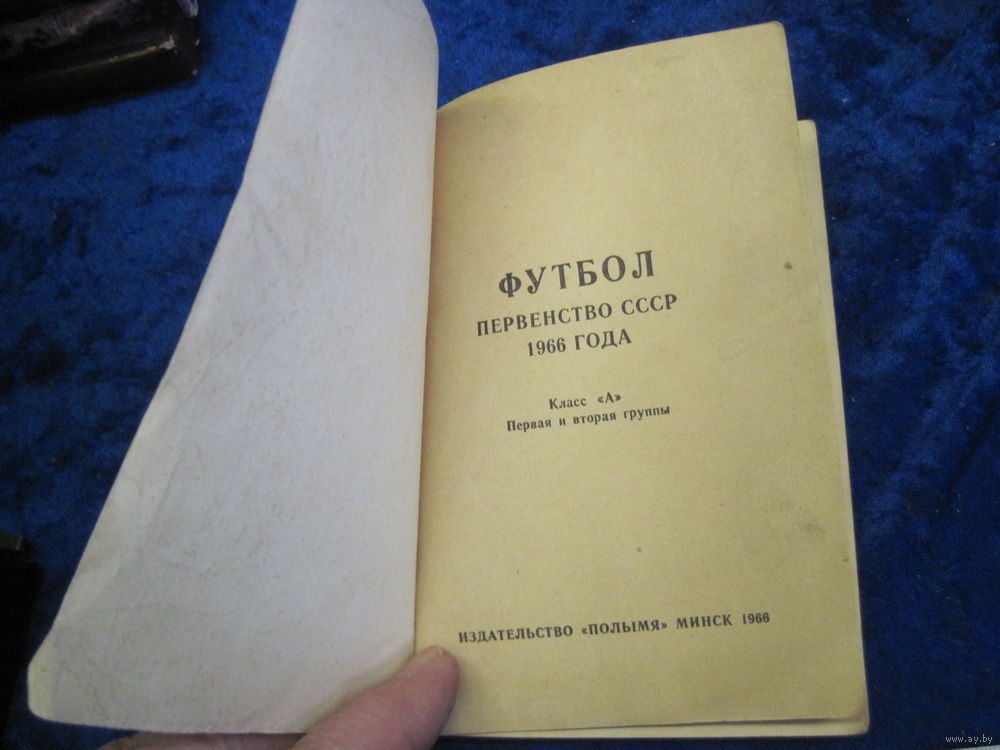 ФУТБОЛ
ПЕРВЕНСТВО СССР
1966 ГОДА
Класс «А»
Первая и вторая группы
ИЗДАТЕЛЬСТВО «ПОЛЫМЯ» МИНСК 1966
www.ay.by